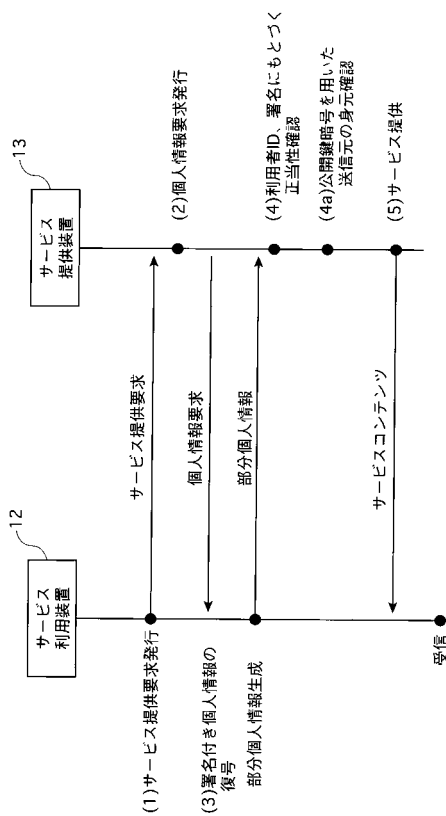 12
サービス
利用装置
13
サービス
提供装置
(1)サービス提供要求発行
サービス提供要求
(2)個人情報要求発行
個人情報要求
(3)署名付き個人情報の
復号
部分個人情報生成
部分個人情報
(4)利用者ID、署名にもとづく
正当性確認
(4a)公開鍵暗号を用いた
送信元の身元確認
(5)サービス提供
サービスコンテンツ
受信